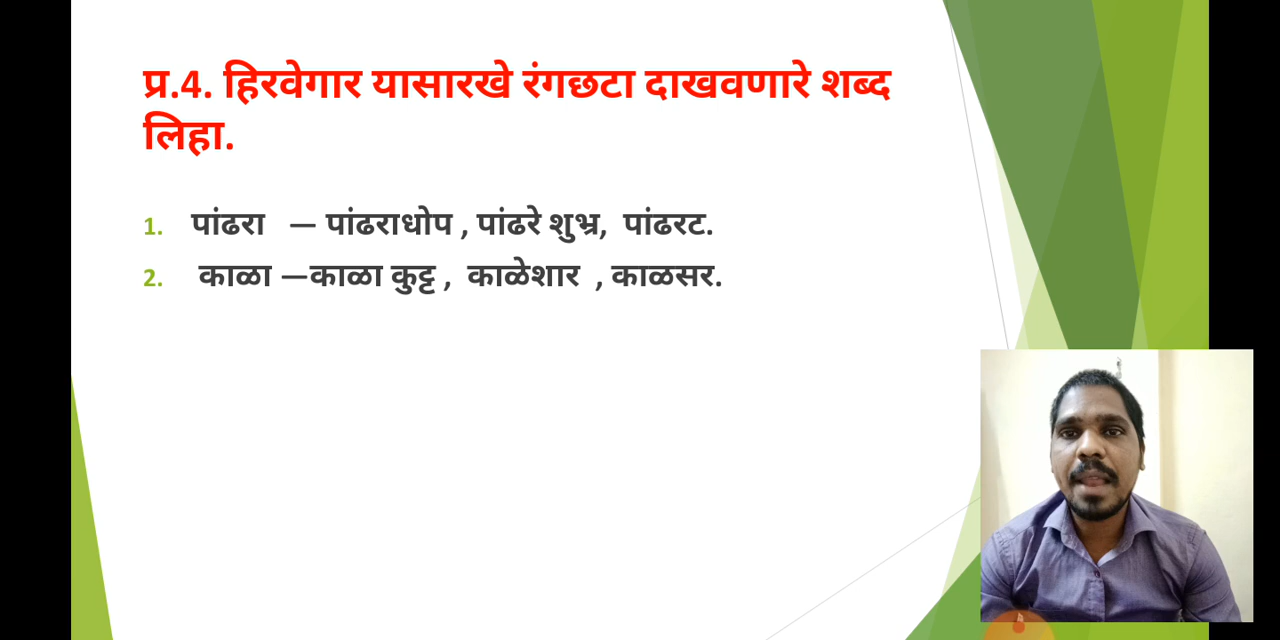 प्र.4. हिरवेगार यासारखे रंगछटा दाखवणारे शब्द
लिहा.
1. पांढरा — पांढराधोप , पांढरे शुभ्र, पांढरट.
2. काळा —काळा कुट्ट , काळेशार , काळसर.